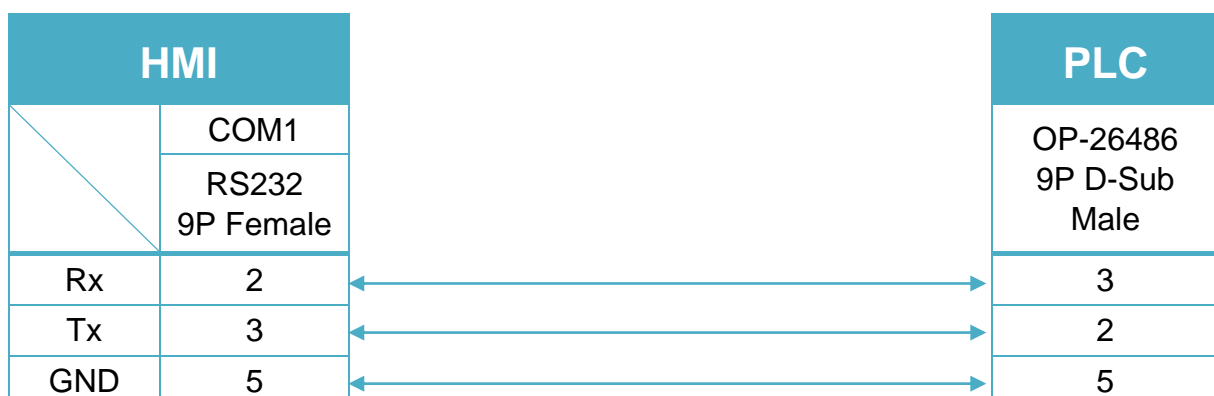 HMI PLC
COM1
RS232
9P Female
OP-26486
9P D-Sub
Male
Rx 2 3
Tx 3 2
GND 5 5